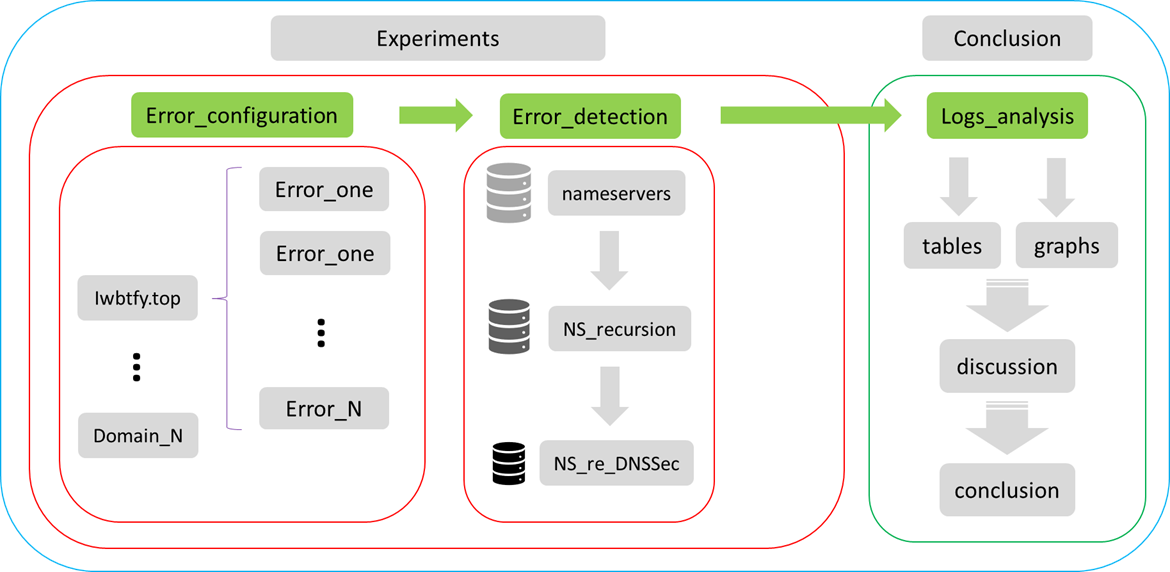 Experiments
Conclusion
Error_configuration
Error_detection
Logs_analysis
Error_one
Error_one
Iwbtfy.top
Error_N
Domain_N
nameservers
NS_recursion
NS_re_DNSSec
tables
graphs
discussion
conclusion